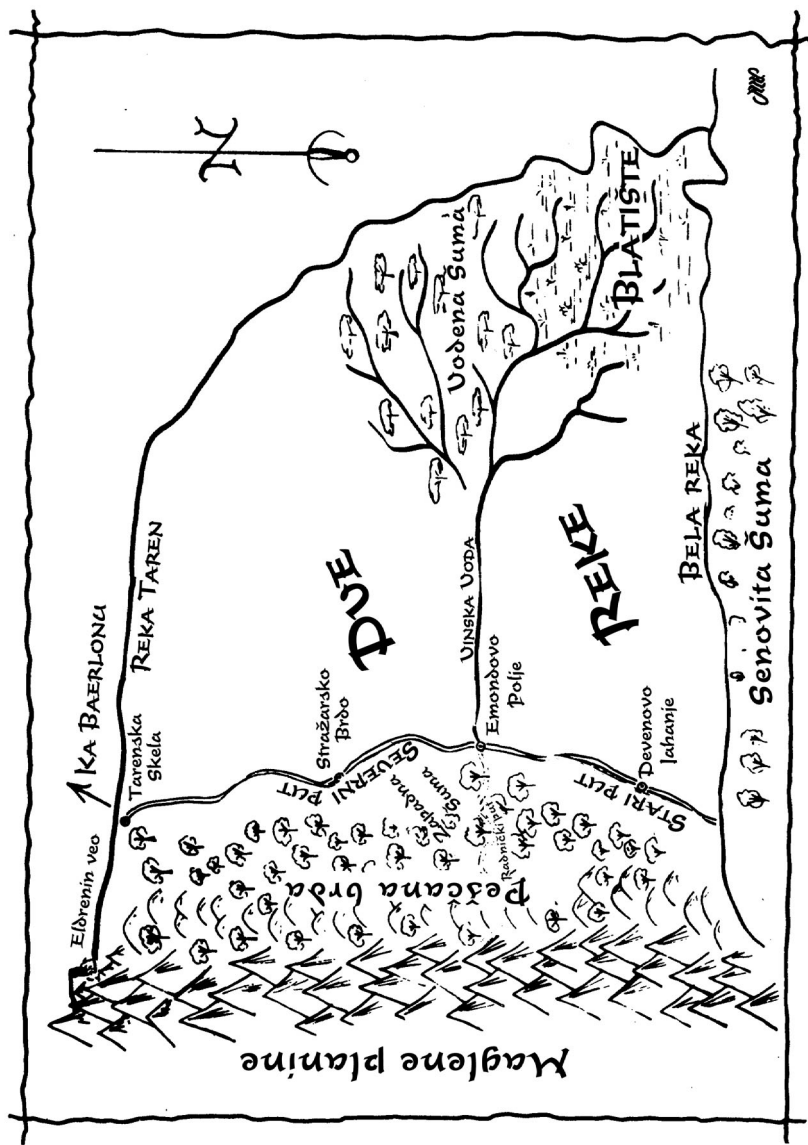 Eldrenin veo
KA BAERLONU
Tarenska
Skela
REKA TAREN
N
Maglene planine
Peščana brda
Stražarsko
Brdo
SEVERNI PUT
DVE
Zapadna
Šuma
Vodena Šuma
VINSKA VODA
Emondovo
Polje
Radnički put
REKE
BLATIŠTE
Devenovo
Jahanje
STARI PUT
BELA REKA
Senovita Šuma